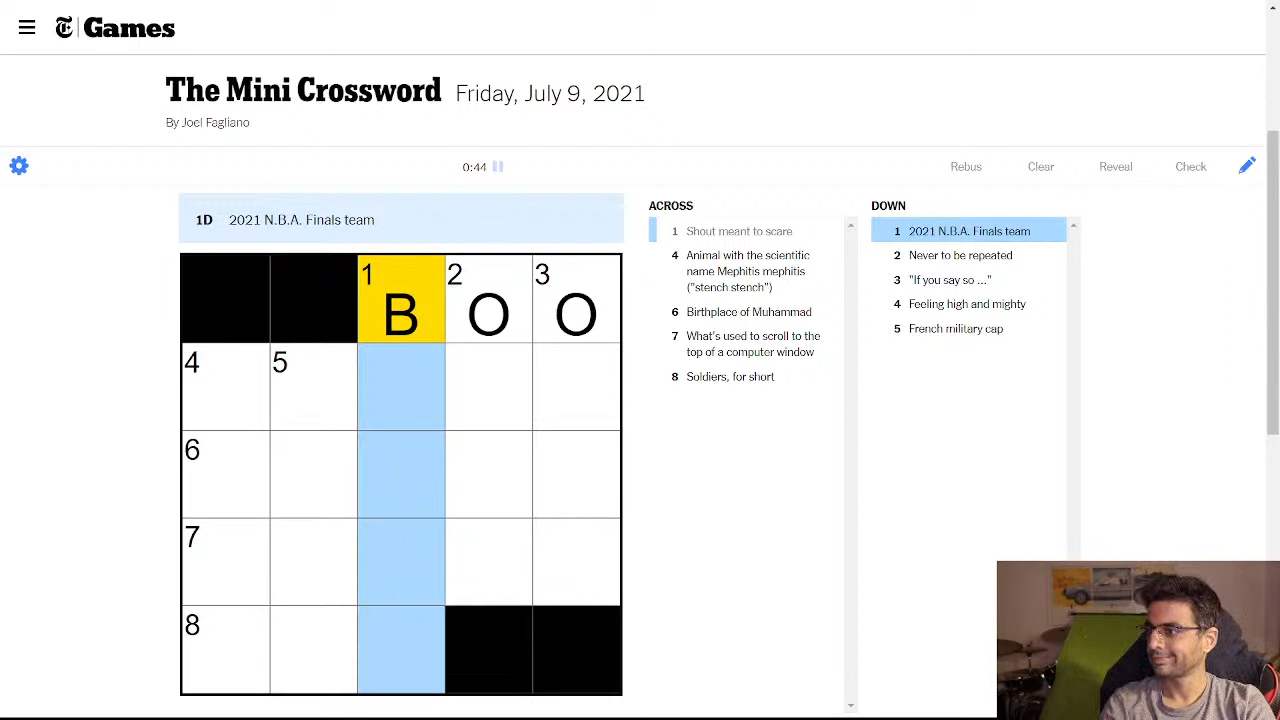 Games
The Mini Crossword Friday, July 9, 2021
By Joel Fagliano
0:44
Rebus
Clear
Reveal
Check
1D 2021 N.B.A. Finals team
1
B
2
O
3
O
4
5
6
7
8
ACROSS
1 Shout meant to scare
4 Animal with the scientific
name Mephitis mephitis
("stench stench")
6 Birthplace of Muhammad
7 What's used to scroll to the
top of a computer window
8 Soldiers, for short
DOWN
1 2021 N.B.A. Finals team
2 Never to be repeated
3 "If you say so ..."
4 Feeling high and mighty
5 French military cap